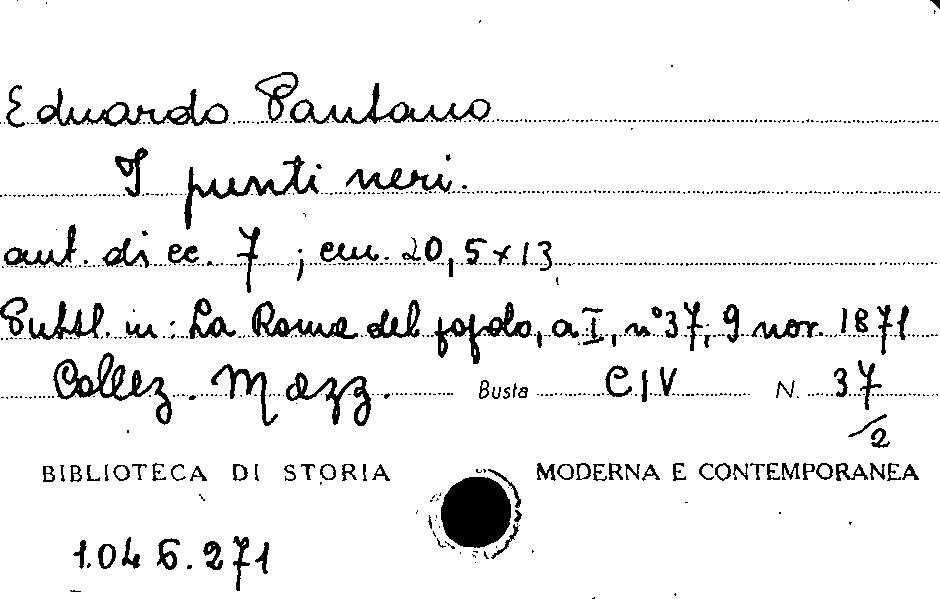 Eduardo Pantano
I punti neri.
aut. di cc. 7 ; cm. 20,5 x 13
Pubbl. in: La Roma del popolo, a. I, n° 37, 9 nov. 1871
Collez. Mazz. Busta CIV N. 37/2
BIBLIOTECA DI STORIA MODERNA E CONTEMPORANEA
1.046.271